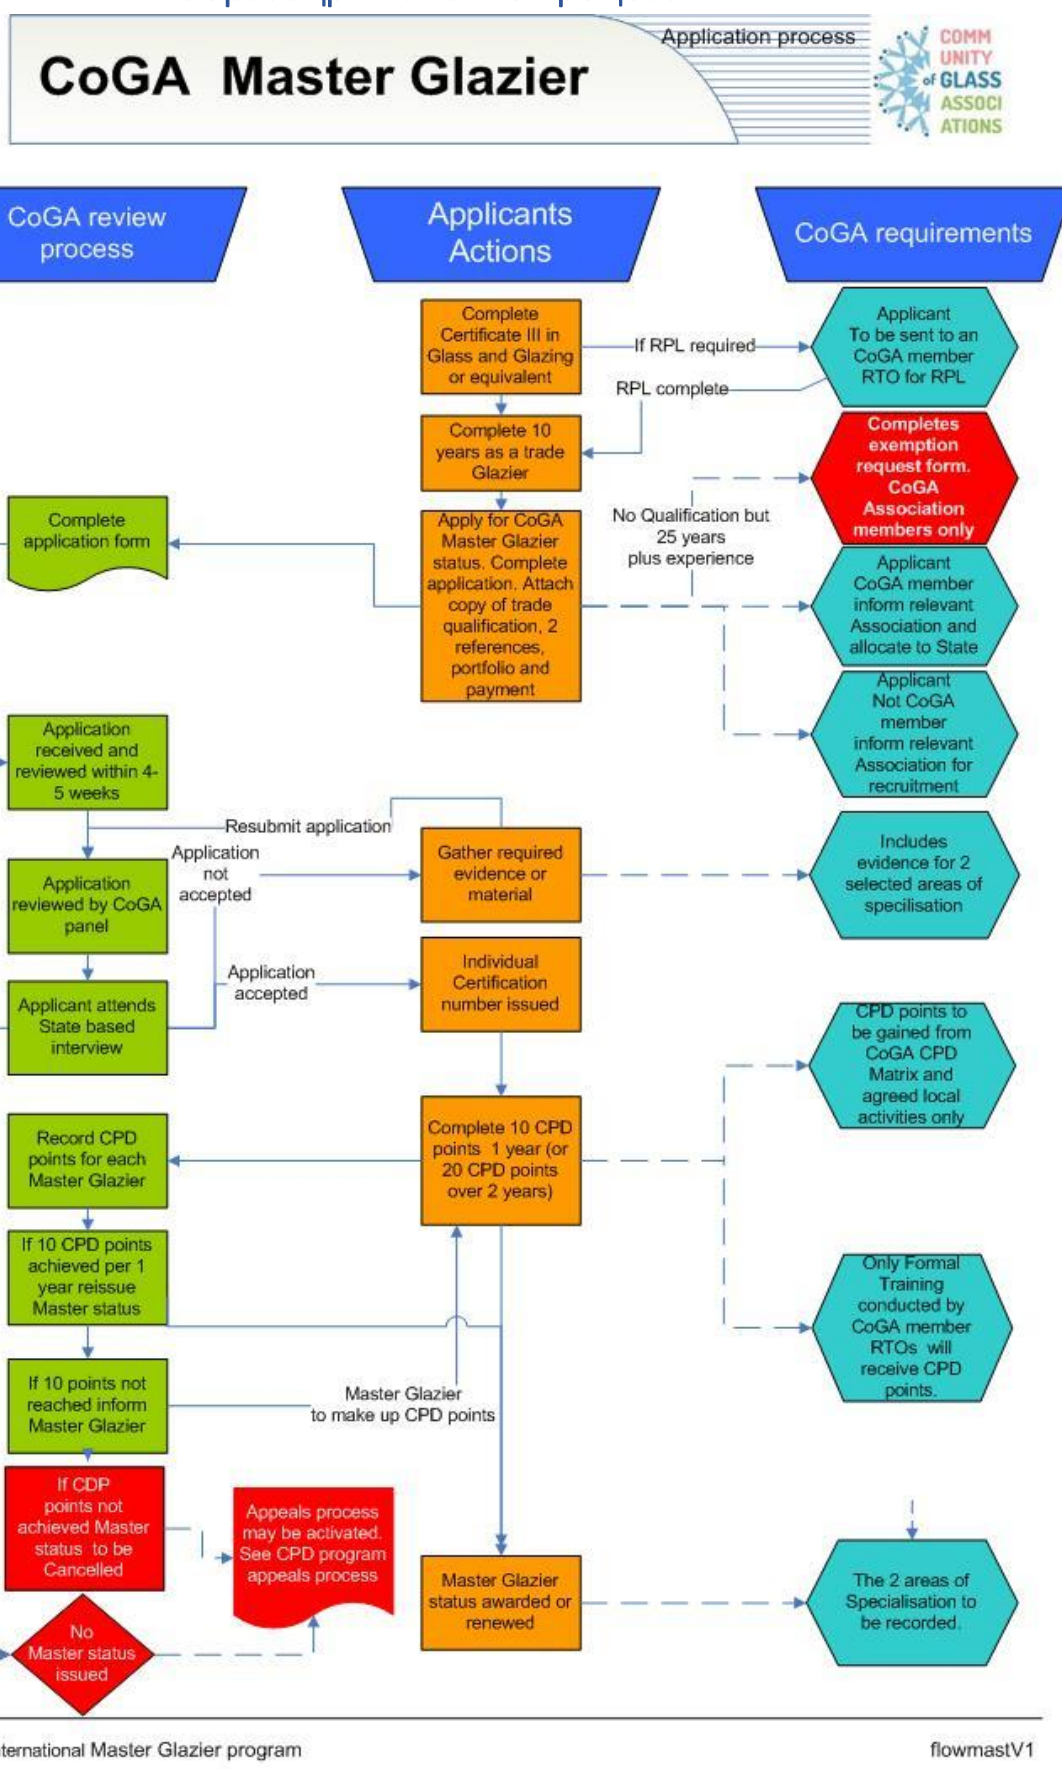 Application process
COMM
UNITY
of GLASS
ASSOCI
ATIONS
CoGA Master Glazier
CoGA review
process
Applicants
Actions
CoGA requirements
Complete
Certificate III in
Glass and Glazing
or equivalent
If RPL required
Applicant
To be sent to an
CoGA member
RTO for RPL
RPL complete
Complete 10
years as a trade
Glazier
Completes
exemption
request form.
CoGA
Association
members only
No Qualification but
25 years
plus experience
Complete
application form
Apply for CoGA
Master Glazier
status. Complete
application. Attach
copy of trade
qualification, 2
references,
portfolio and
payment
Applicant
CoGA member
inform relevant
Association and
allocate to State
Applicant
Not CoGA
member
inform relevant
Association for
recruitment
Application
received and
reviewed within 4-
5 weeks
Resubmit application
Application
not
accepted
Gather required
evidence or
material
Includes
evidence for 2
selected areas of
specilisation
Application
reviewed by CoGA
panel
Application
accepted
Individual
Certification
number issued
Applicant attends
State based
interview
CPD points to
be gained from
CoGA CPD
Matrix and
agreed local
activities only
Complete 10 CPD
points 1 year (or
20 CPD points
over 2 years)
Record CPD
points for each
Master Glazier
If 10 CPD points
achieved per 1
year reissue
Master status
Only Formal
Training
conducted by
CoGA member
RTOs will
receive CPD
points.
If 10 points not
reached inform
Master Glazier
Master Glazier
to make up CPD points
If CDP
points not
achieved Master
status to be
Cancelled
Appeals process
may be activated.
See CPD program
appeals process
Master Glazier
status awarded or
renewed
The 2 areas of
Specialisation to
be recorded.
No
Master status
issued
nternational Master Glazier program
flowmastV1